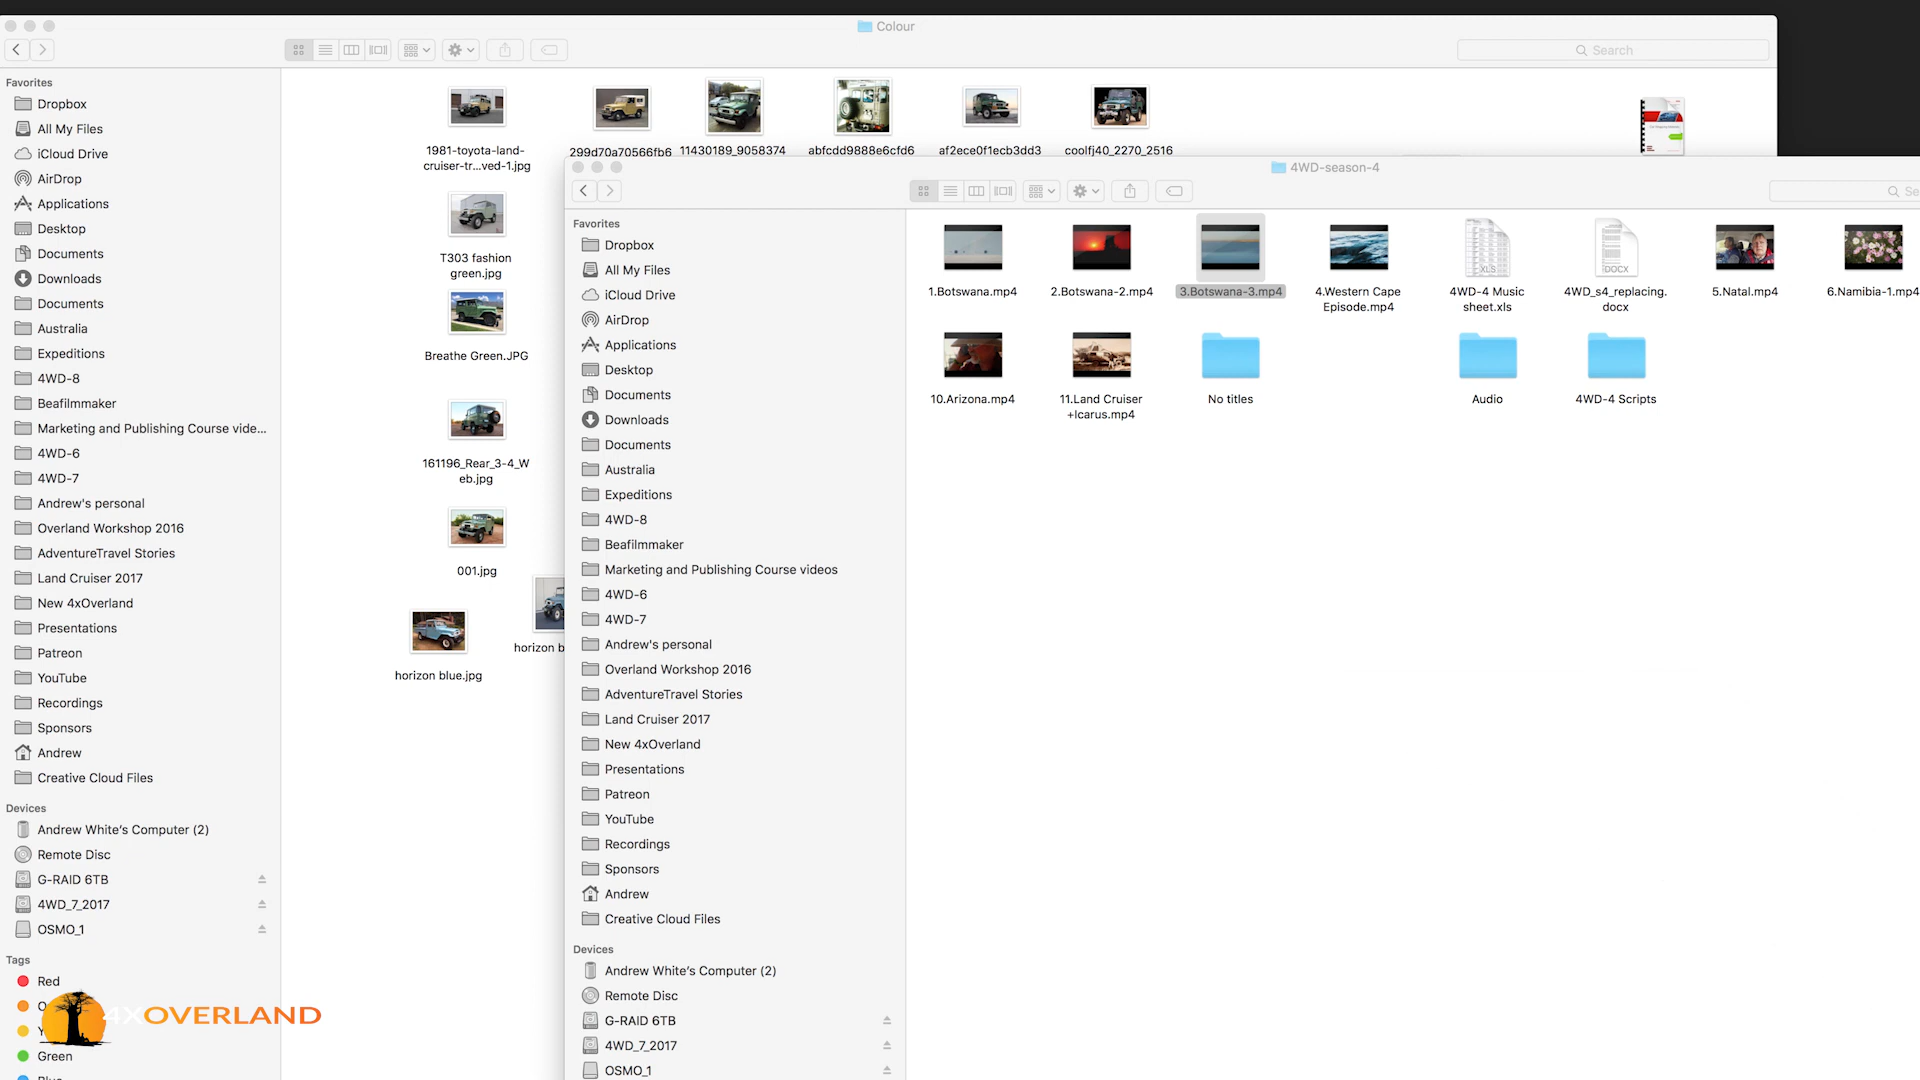 Colour
Search
Favorites
Dropbox
All My Files
iCloud Drive
AirDrop
Applications
Desktop
Documents
Downloads
Documents
Australia
Expeditions
4WD-8
Beafilmmaker
Marketing and Publishing Course vide...
4WD-6
4WD-7
Andrew's personal
Overland Workshop 2016
AdventureTravel Stories
Land Cruiser 2017
New 4xOverland
Presentations
Patreon
YouTube
Recordings
Sponsors
Andrew
Creative Cloud Files
Devices
Andrew White's Computer (2)
Remote Disc
G-RAID 6TB
4WD_7_2017
OSMO_1
Tags
Red
O
Y
Green
Blue
4XOVERLAND
1981-toyota-land-
cruiser-tr...ved-1.jpg
299d70a70566fb6
11430189_9058374
abfcdd9888e6cfd6
af2ece0f1ecb3dd3
coolfj40_2270_2516
T303 fashion
green.jpg
Breathe Green.JPG
161196_Rear_3-4_W
eb.jpg
001.jpg
horizon b
horizon blue.jpg
4WD-season-4
Se
Favorites
Dropbox
All My Files
iCloud Drive
AirDrop
Applications
Desktop
Documents
Downloads
Documents
Australia
Expeditions
4WD-8
Beafilmmaker
Marketing and Publishing Course videos
4WD-6
4WD-7
Andrew's personal
Overland Workshop 2016
AdventureTravel Stories
Land Cruiser 2017
New 4xOverland
Presentations
Patreon
YouTube
Recordings
Sponsors
Andrew
Creative Cloud Files
Devices
Andrew White's Computer (2)
Remote Disc
G-RAID 6TB
4WD_7_2017
OSMO_1
1.Botswana.mp4
2.Botswana-2.mp4
3.Botswana-3.mp4
4.Western Cape
Episode.mp4
XLS
4WD-4 Music
sheet.xls
DOCX
4WD_s4_replacing.
docx
5.Natal.mp4
6.Namibia-1.mp4
10.Arizona.mp4
11.Land Cruiser
+Icarus.mp4
No titles
Audio
4WD-4 Scripts